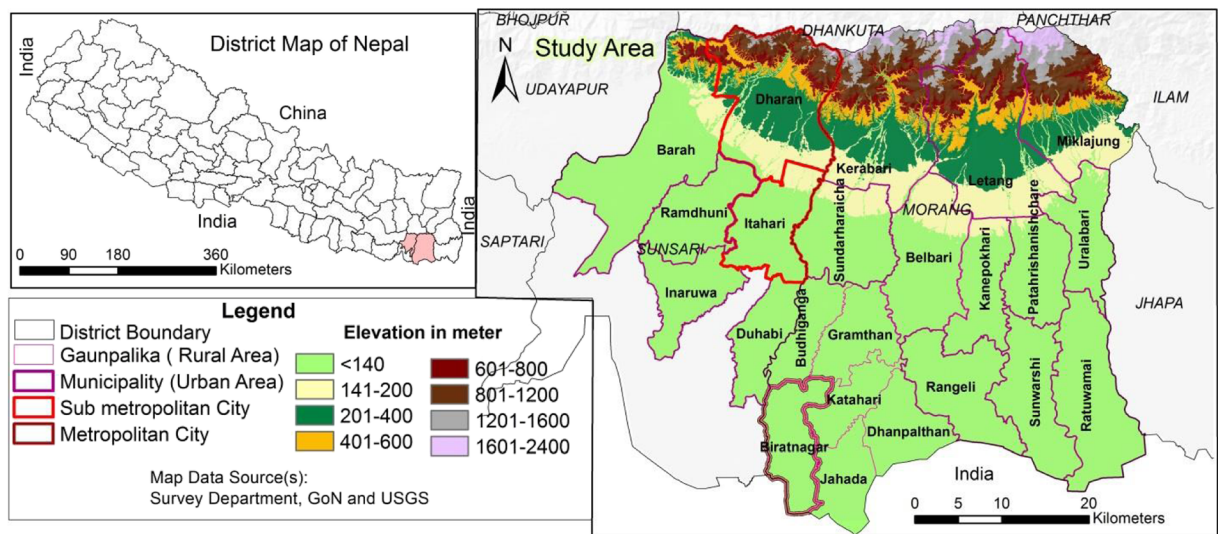 District Map of Nepal
India
China
India
India
0 90 180 360
Kilometers
Legend
District Boundary
Gaunpalika ( Rural Area)
Municipality (Urban Area)
Sub metropolitan City
Metropolitan City
Elevation in meter
<140
141-200
201-400
401-600
601-800
801-1200
1201-1600
1601-2400
Map Data Source(s):
Survey Department, GoN and USGS
BHOJPUR
DHANKUTA
PANCHTHAR
N
Study Area
UDAYAPUR
ILAM
Dharan
Barah
Kerabari
Miklajung
Letang
Ramdhuni
Itahari
Sundarharaicha
MORANG
Patahrishanishchare
SAPTARI
SUNSARI
Belbari
Kanepokhari
Uralabari
Inaruwa
JHAPA
Duhabi
Budhiganga
Gramthan
Rangeli
Sunwarshi
Ratuwamai
Katahari
Dhanpalthan
Biratnagar
Jahada
India
0 5 10 20
Kilometers